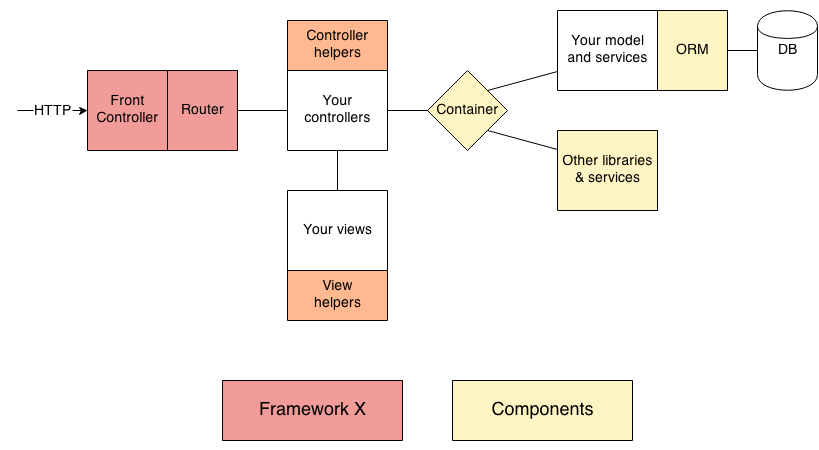 HTTP
Front
Controller
Router
Controller
helpers
Your
controllers
Your views
View
helpers
Container
Your model
and services
ORM
DB
Other libraries
& services
Framework X
Components